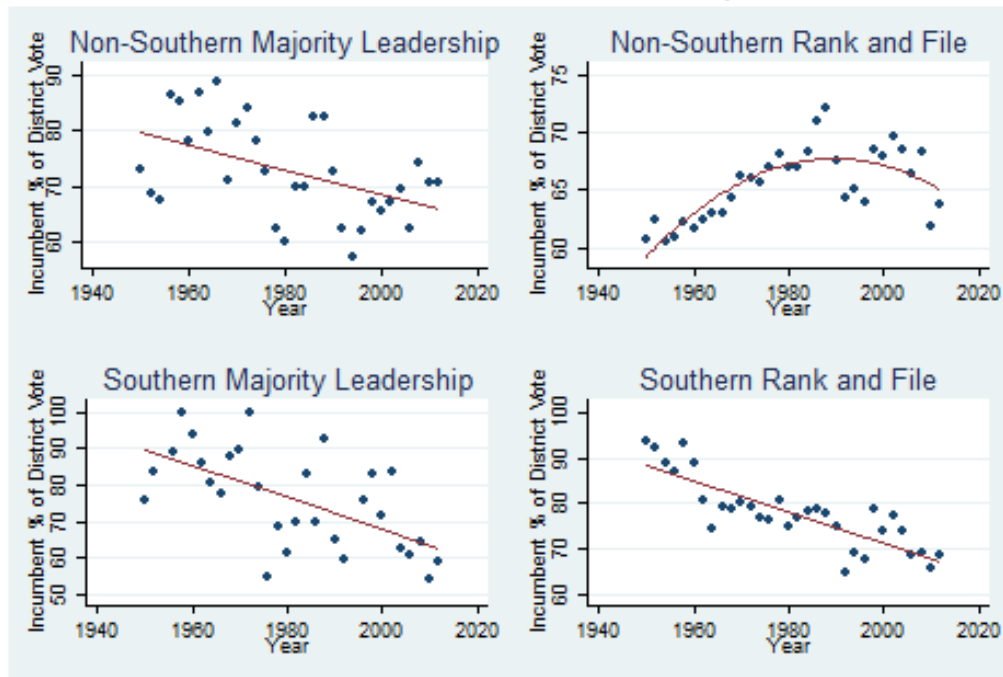 Non-Southern Majority Leadership
Incumbent % of District Vote
90
80
70
60
1940 1960 1980 2000 2020
Year
Non-Southern Rank and File
Incumbent % of District Vote
75
70
65
60
1940 1960 1980 2000 2020
Year
Southern Majority Leadership
Incumbent % of District Vote
100
90
80
70
60
50
1940 1960 1980 2000 2020
Year
Southern Rank and File
Incumbent % of District Vote
100
90
80
70
60
1940 1960 1980 2000 2020
Year